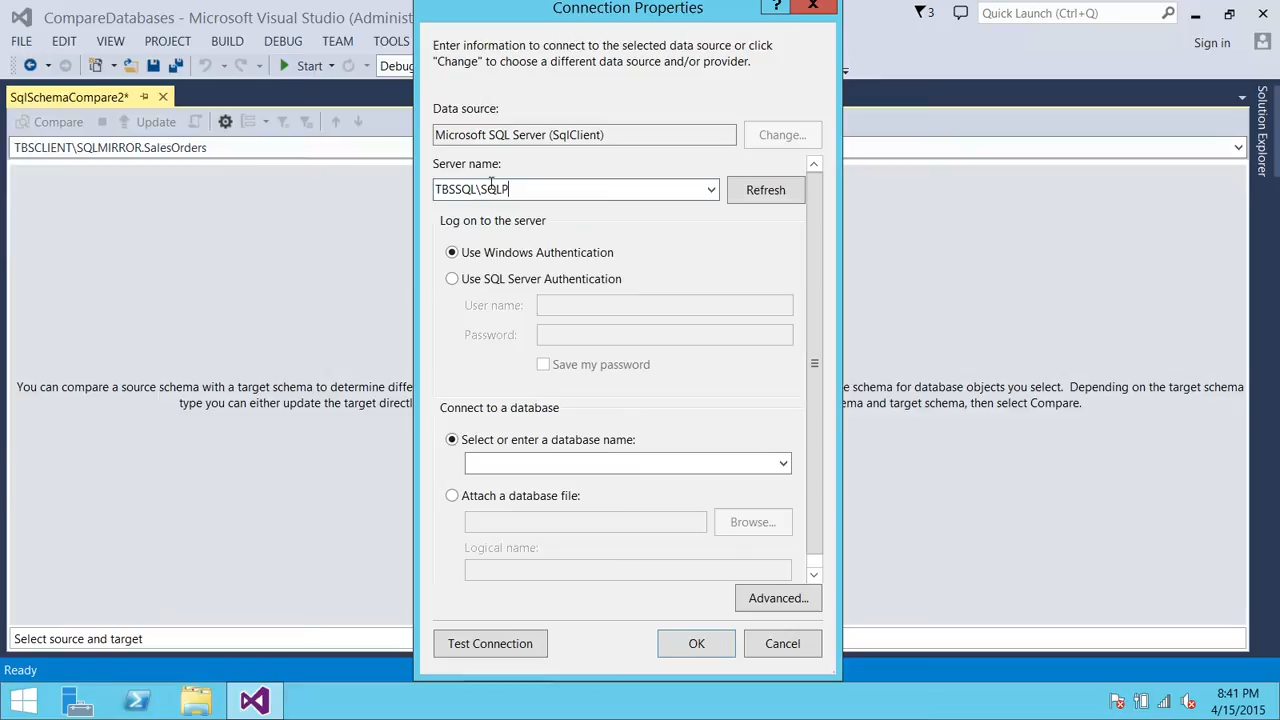 CompareDatabases - Microsoft Visual Studio (Admini
Connection Properties
?
3
Quick Launch (Ctrl+Q)
FILE EDIT VIEW PROJECT BUILD DEBUG TEAM TOOLS
Sign in
Start
Debug
SqlSchemaCompare2*
Compare
Update
TBSCLIENT\SQLMIRROR.SalesOrders
Solution Explorer
Enter information to connect to the selected data source or click
"Change" to choose a different data source and/or provider.
Data source:
Microsoft SQL Server (SqlClient)
Change...
Server name:
TBSSQL\SQLP
Refresh
Log on to the server
Use Windows Authentication
Use SQL Server Authentication
User name:
Password:
Save my password
Connect to a database
Select or enter a database name:
Attach a database file:
Browse...
Logical name:
Advanced...
Test Connection
OK
Cancel
You can compare a source schema with a target schema to determine diffe
type you can either update the target directl
e schema for database objects you select. Depending on the target schema
ema and target schema, then select Compare.
Select source and target
Ready
8:41 PM
4/15/2015